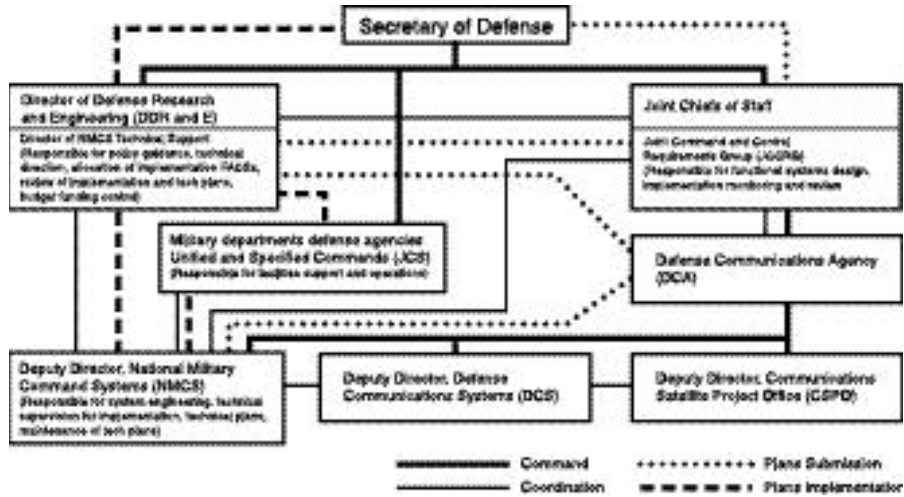 Secretary of Defense
Director of Defense Research
and Engineering (DDR and E)
Director of NMCS Technical Support
(Responsible for policy guidance, technical
direction, allocation of implementation
review of implementation and tech plans,
budget funding control)
Joint Chiefs of Staff
Joint Command and Control
Requirements Group (JCCRG)
(Responsible for functional systems design,
implementation monitoring and review
Military departments defense agencies
Unified and Specified Commands (JCS)
(Responsible for facilities support and operations)
Defense Communications Agency
(DCA)
Deputy Director, National Military
Command Systems (NMCS)
(Responsible for system engineering, technical
supervision for implementation, technical plans,
maintenance of tech plans)
Deputy Director, Defense
Communications Systems (DCS)
Deputy Director, Communications
Satellite Project Office (CSPO)
Command
Plans Submission
Coordination
Plans Implementation